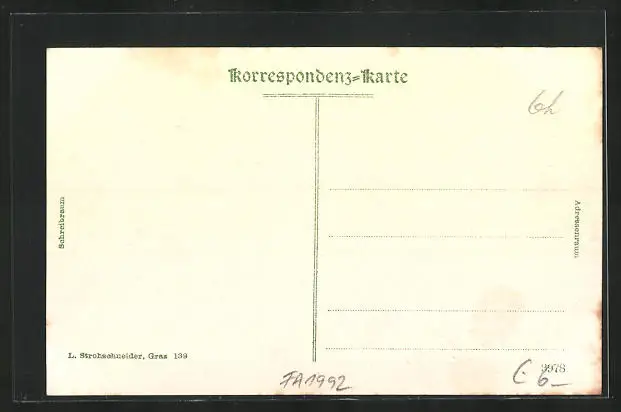 Korrespondenz-Karte
6h
Schreibraum
Adressenraum
L. Strohschneider, Graz 139
3978
FA1992
6—